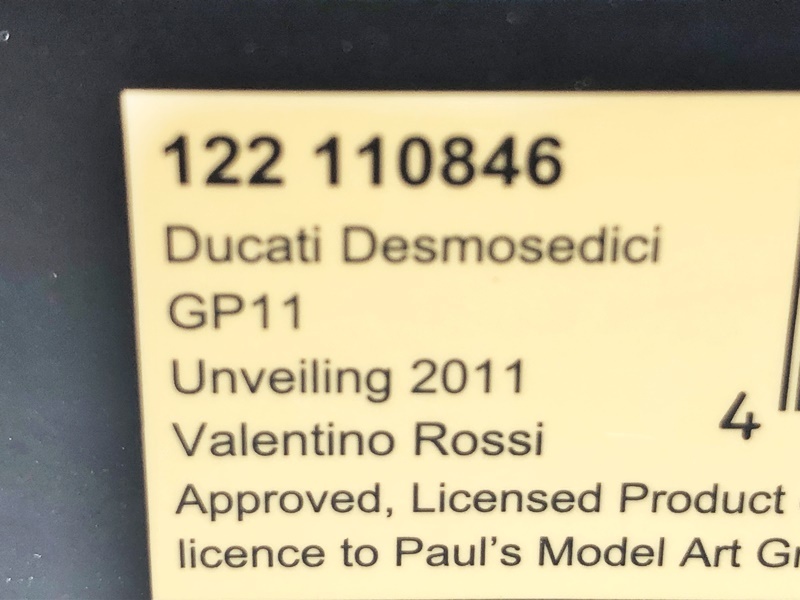 122 110846
Ducati Desmosedici
GP11
Unveiling 2011
Valentino Rossi
4
Approved, Licensed Product
licence to Paul's Model Art